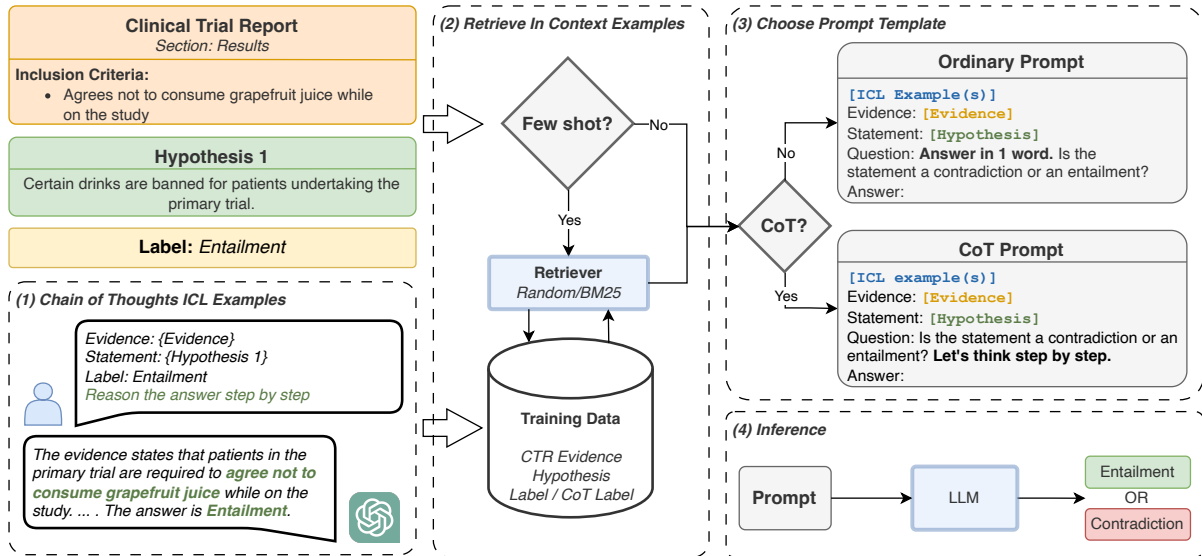 Clinical Trial Report
Section: Results
Inclusion Criteria:
• Agrees not to consume grapefruit juice while
on the study
Hypothesis 1
Certain drinks are banned for patients undertaking the
primary trial.
Label: Entailment
(1) Chain of Thoughts ICL Examples
Evidence: {Evidence}
Statement: {Hypothesis 1}
Label: Entailment
Reason the answer step by step
The evidence states that patients in the
primary trial are required to agree not to
consume grapefruit juice while on the
study. ... . The answer is Entailment.
(2) Retrieve In Context Examples
Few shot?
No
Yes
Retriever
Random/BM25
Training Data
CTR Evidence
Hypothesis
Label / CoT Label
(3) Choose Prompt Template
CoT?
No
Yes
Ordinary Prompt
[ICL Example(s)]
Evidence: [Evidence]
Statement: [Hypothesis]
Question: Answer in 1 word. Is the
statement a contradiction or an entailment?
Answer:
CoT Prompt
[ICL example(s)]
Evidence: [Evidence]
Statement: [Hypothesis]
Question: Is the statement a contradiction or an
entailment? Let's think step by step.
Answer:
(4) Inference
Prompt
LLM
Entailment
OR
Contradiction